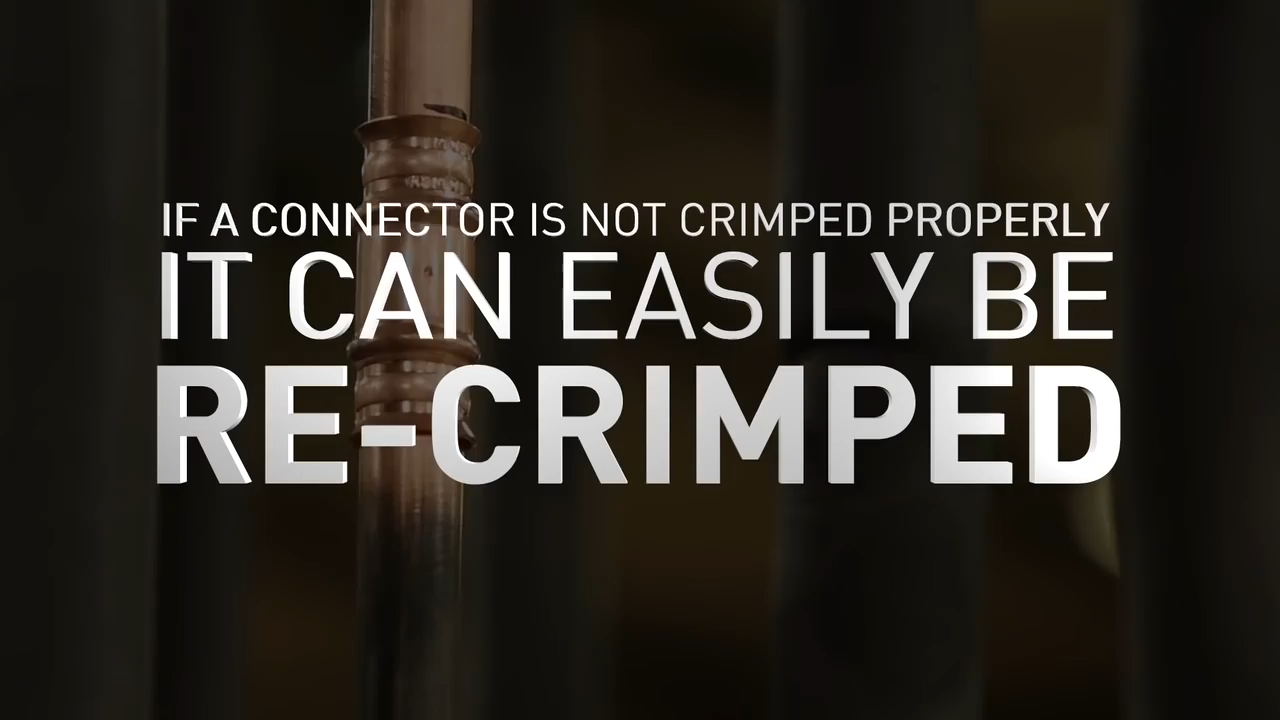 IF A CONNECTOR IS NOT CRIMPED PROPERLY
IT CAN EASILY BE
RE-CRIMPED